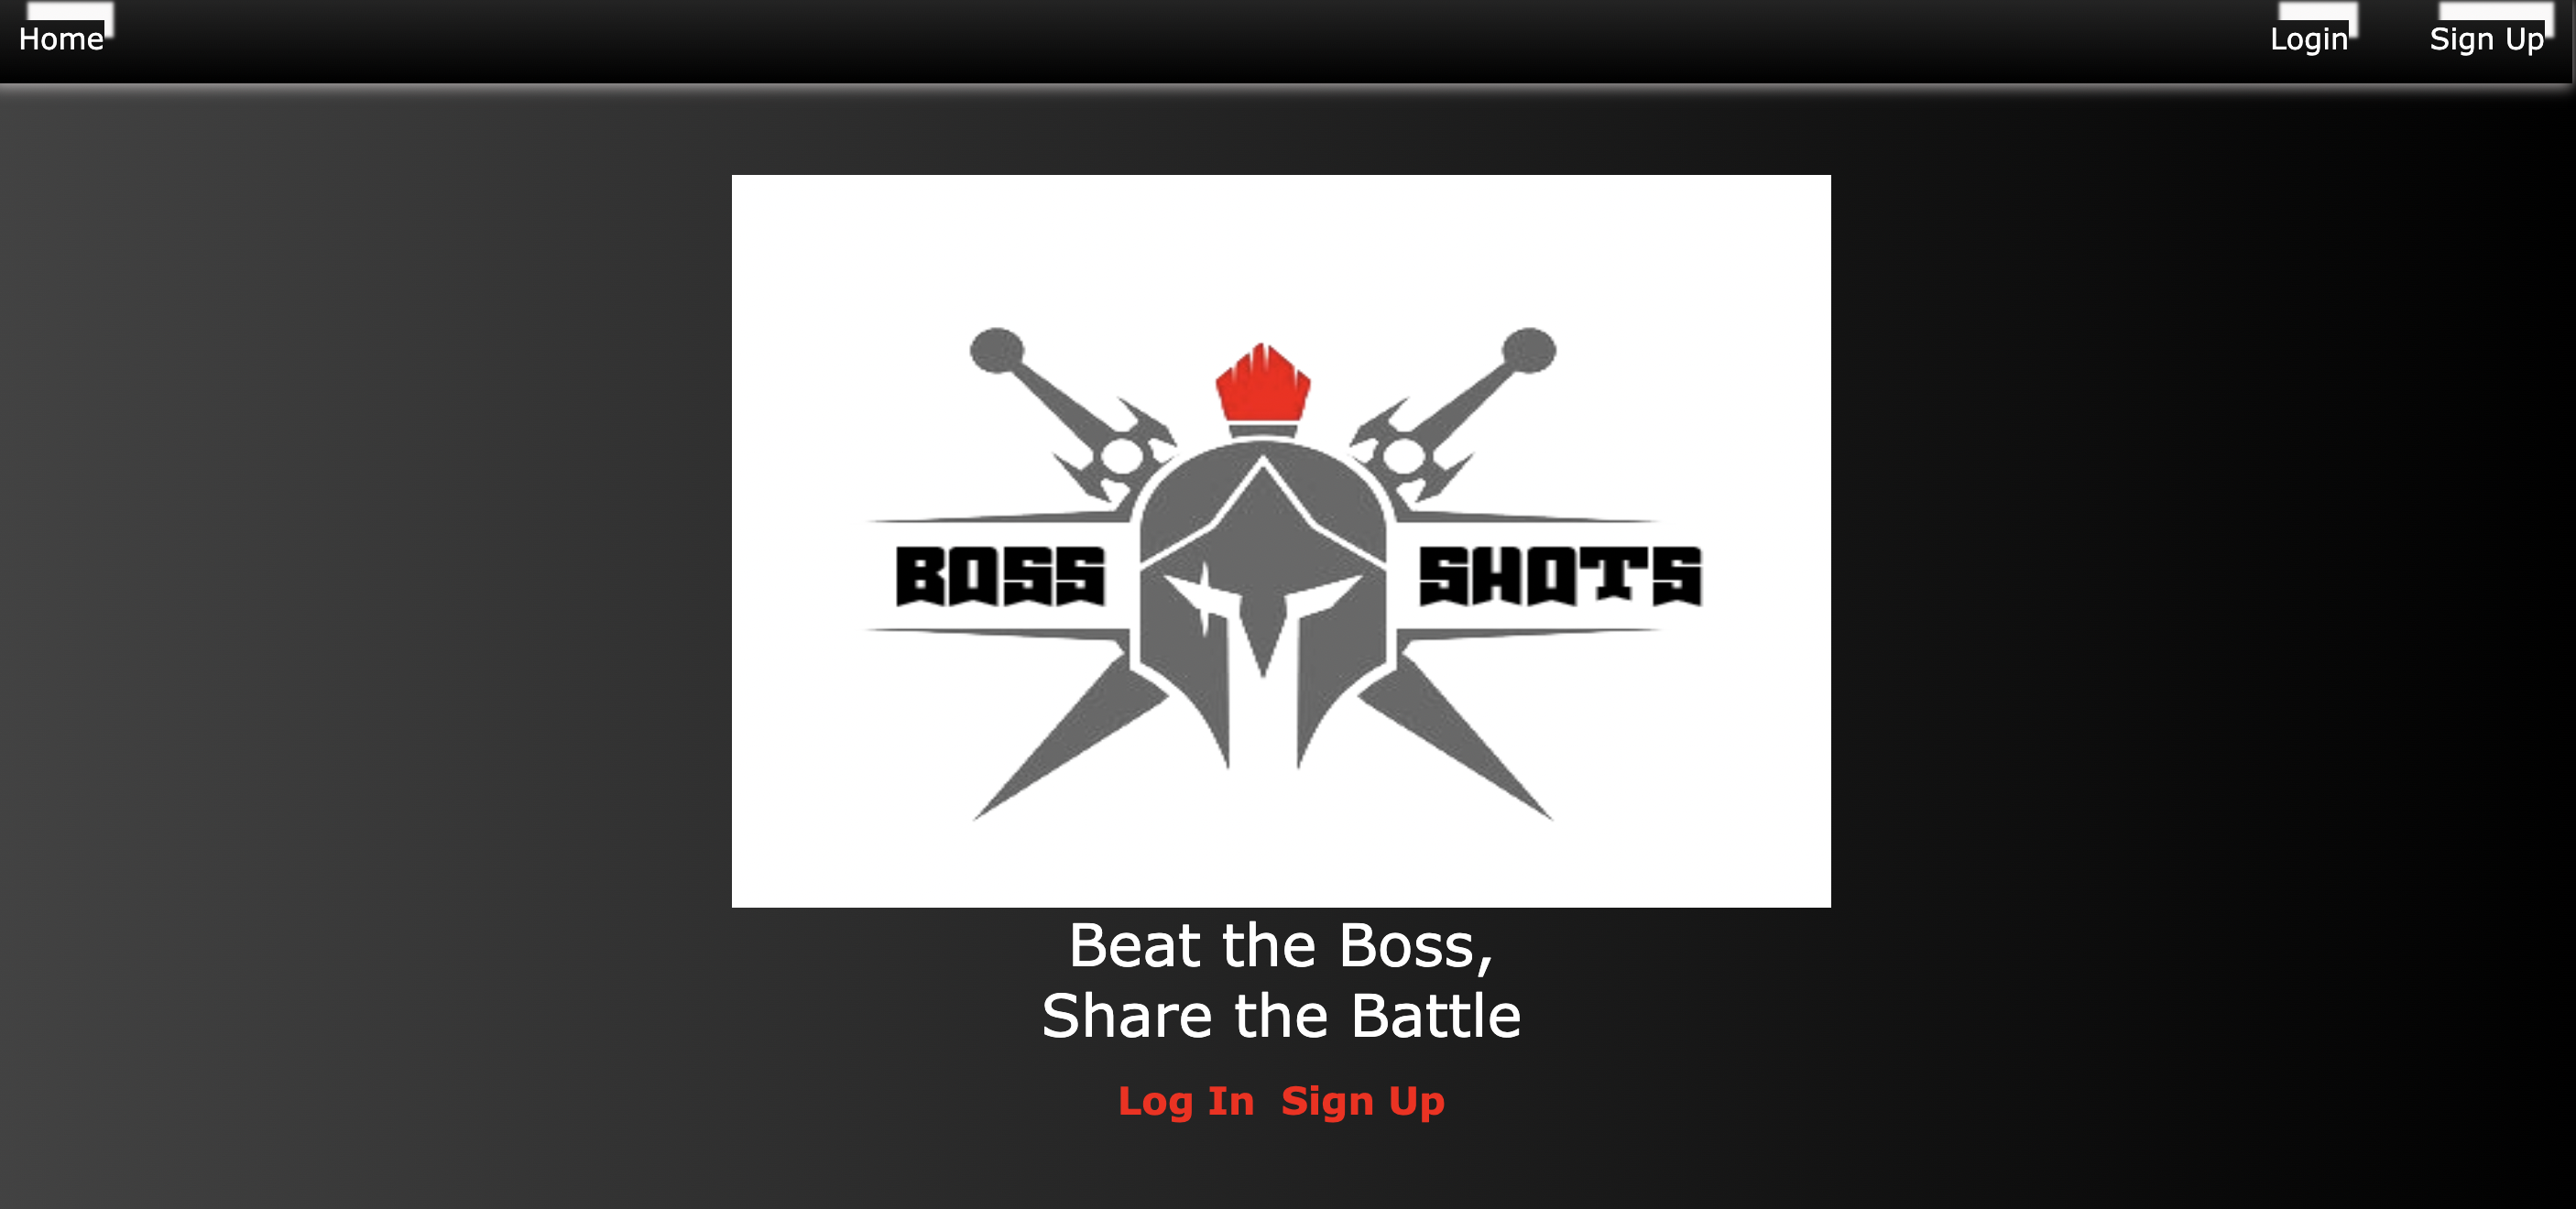 Home
Login
Sign Up
BOSS SHOTS
Beat the Boss,
Share the Battle
Log In Sign Up